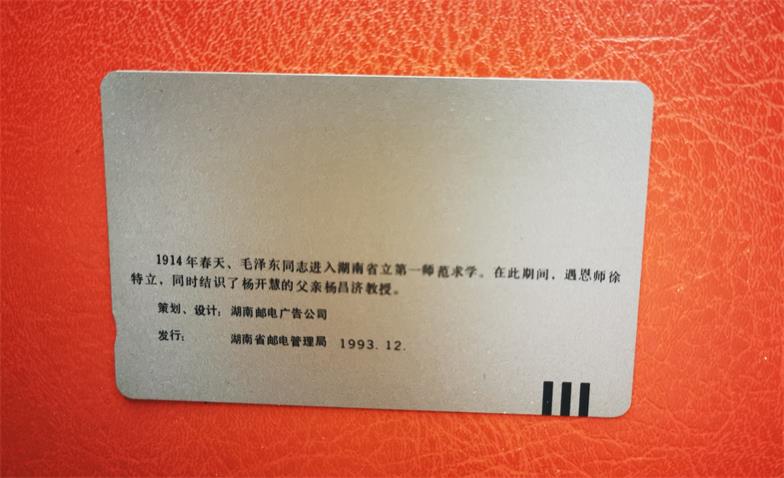 1914年春天、毛泽东同志进入湖南省立第一师范求学。在此期间，遇恩师徐
特立，同时结识了杨开慧的父亲杨昌济教授。
策划、设计：湖南邮电广告公司
发行： 湖南省邮电管理局 1993. 12.